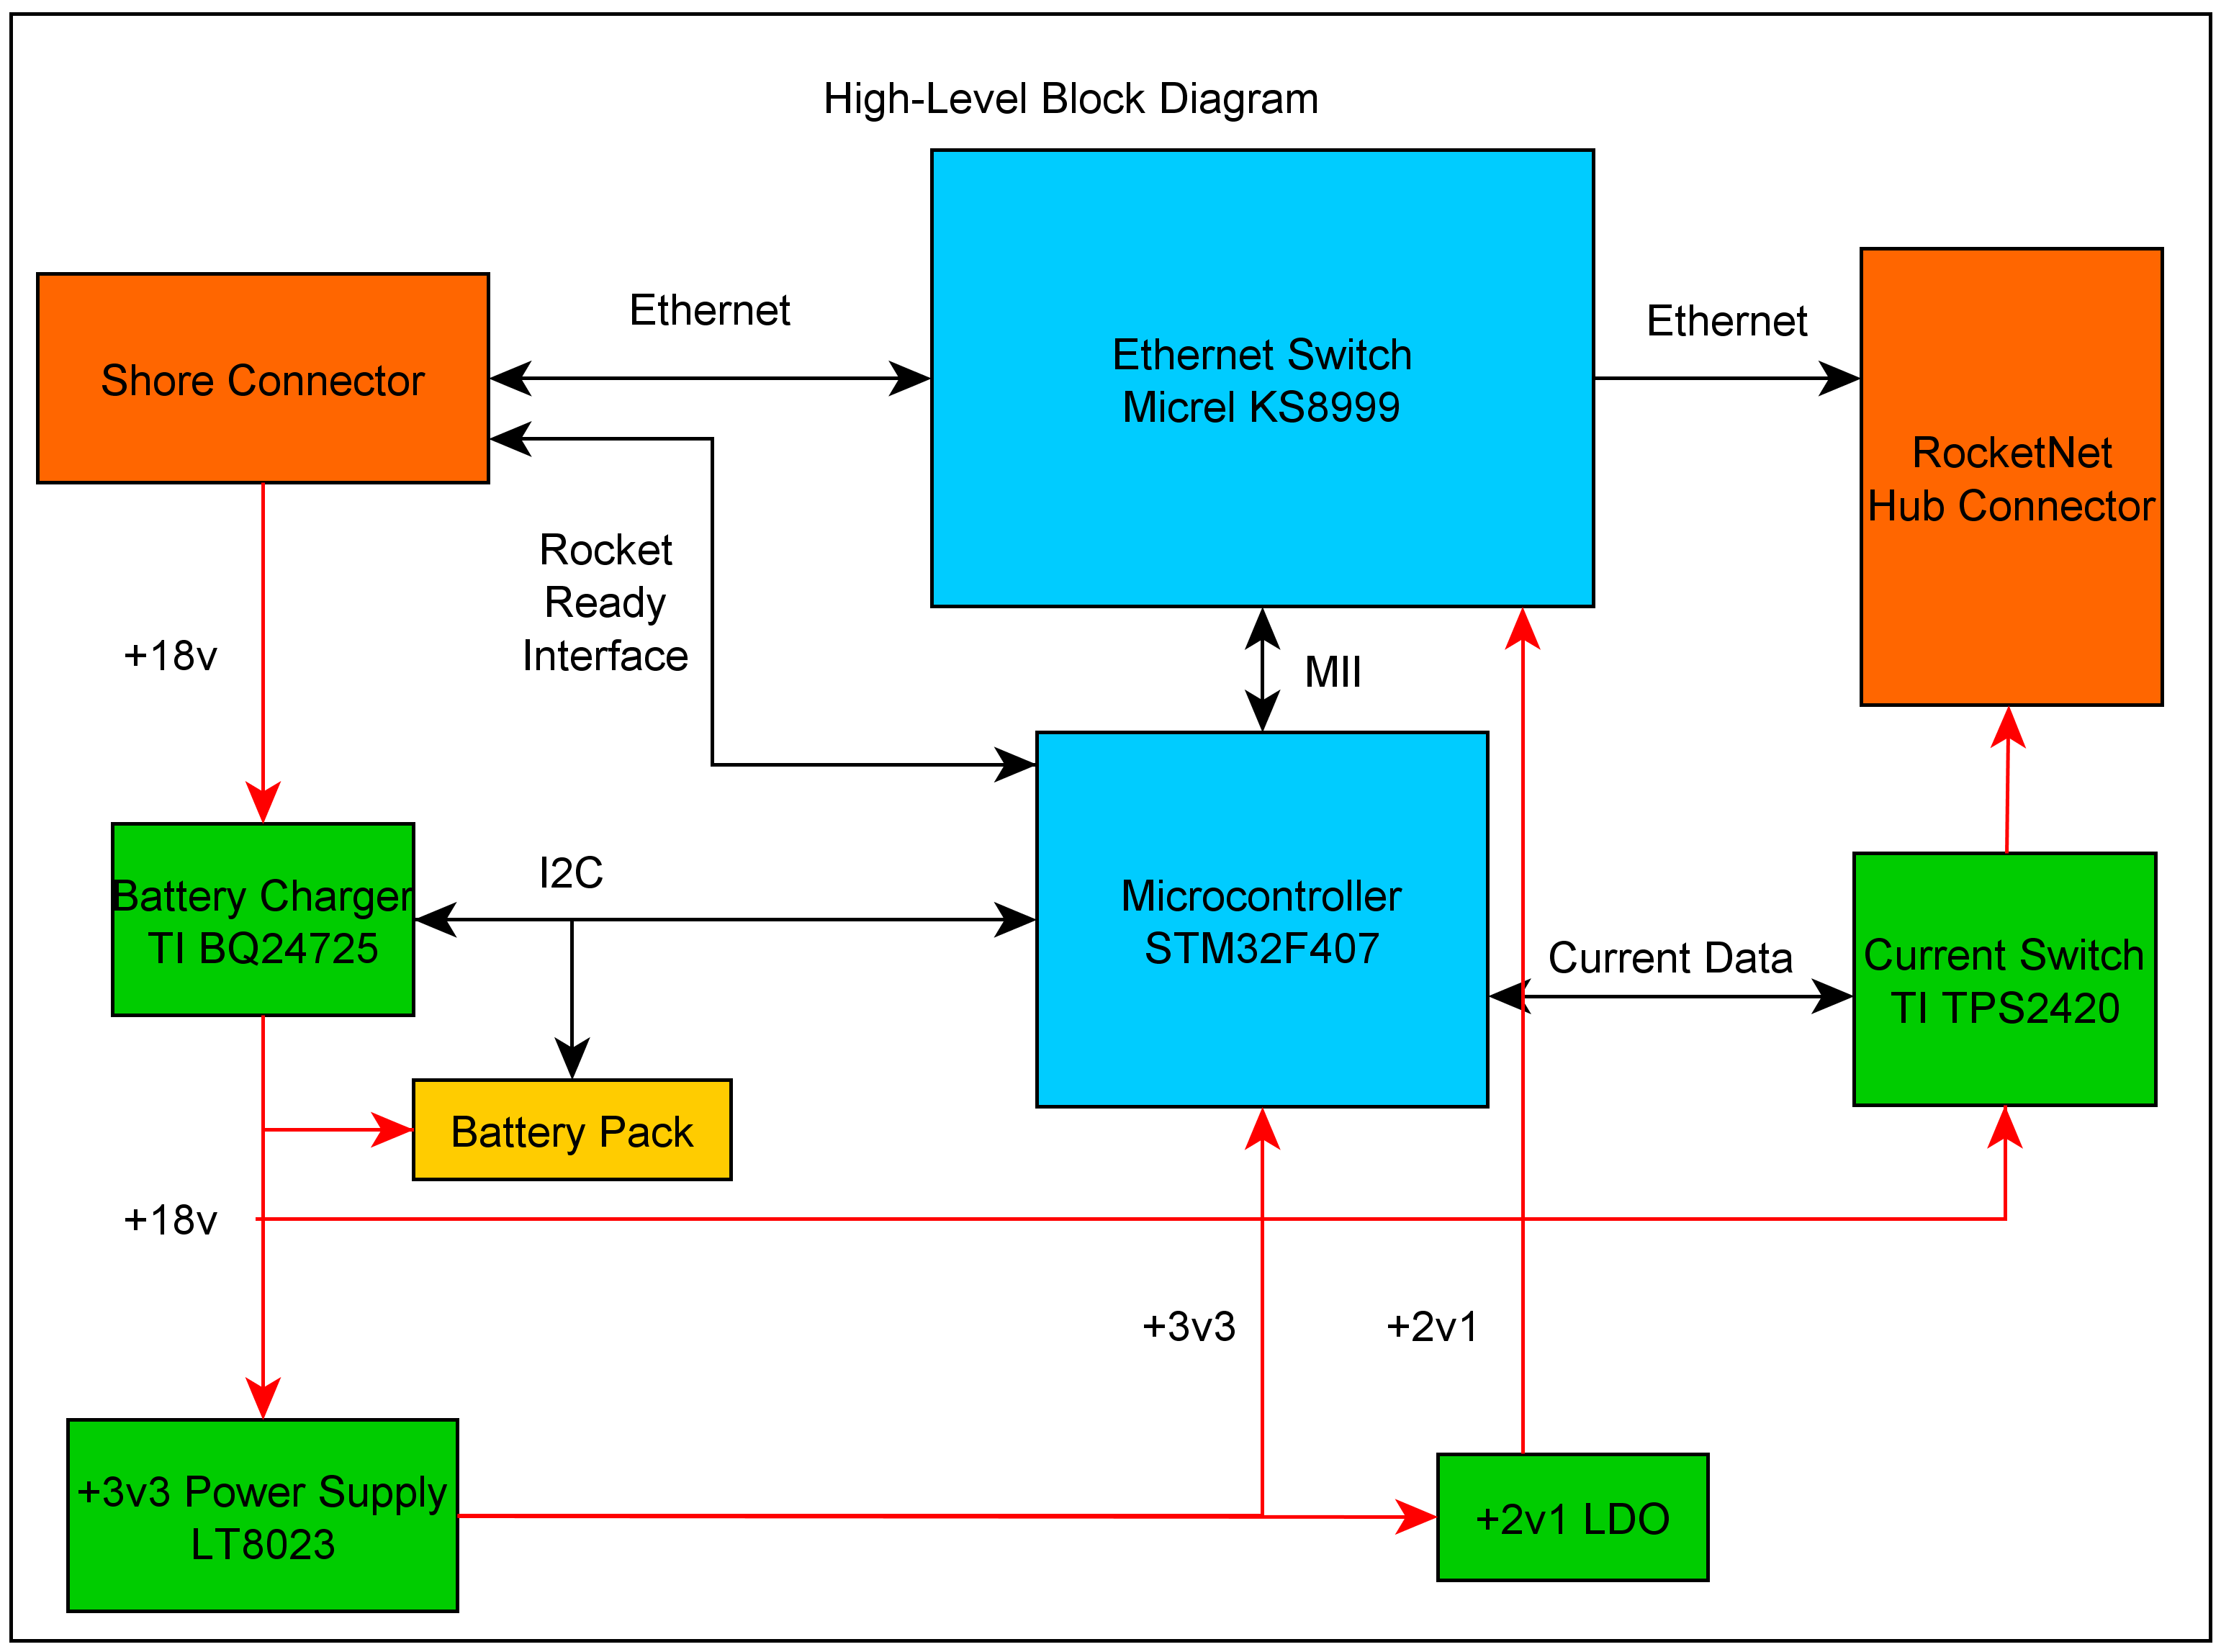 High-Level Block Diagram
Shore Connector
Ethernet
Ethernet Switch
Micrel KS8999
Ethernet
RocketNet
Hub Connector
Rocket
Ready
Interface
+18v
MII
Battery Charger
TI BQ24725
I2C
Microcontroller
STM32F407
Current Data
Current Switch
TI TPS2420
Battery Pack
+18v
+3v3
+2v1
+3v3 Power Supply
LT8023
+2v1 LDO